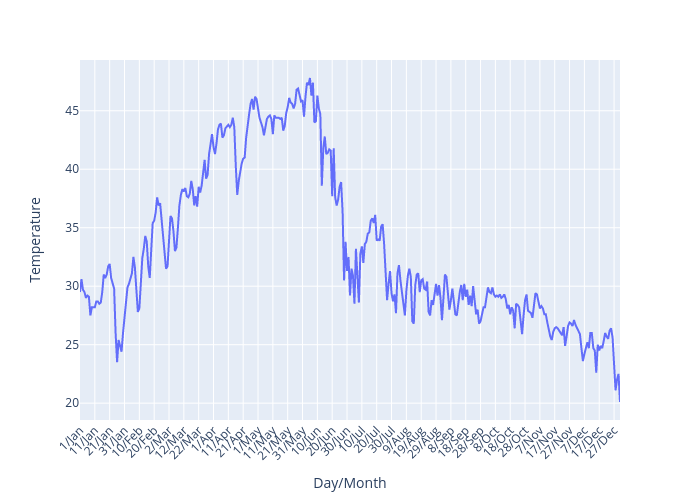 45
40
35
30
25
20
Temperature
1/Jan
11/Jan
21/Jan
31/Jan
10/Feb
20/Feb
2/Mar
12/Mar
22/Mar
1/Apr
11/Apr
21/Apr
1/May
11/May
21/May
31/May
10/Jun
20/Jun
30/Jun
10/Jul
20/Jul
30/Jul
9/Aug
19/Aug
29/Aug
8/Sep
18/Sep
28/Sep
8/Oct
18/Oct
28/Oct
7/Nov
17/Nov
27/Nov
7/Dec
17/Dec
27/Dec
Day/Month